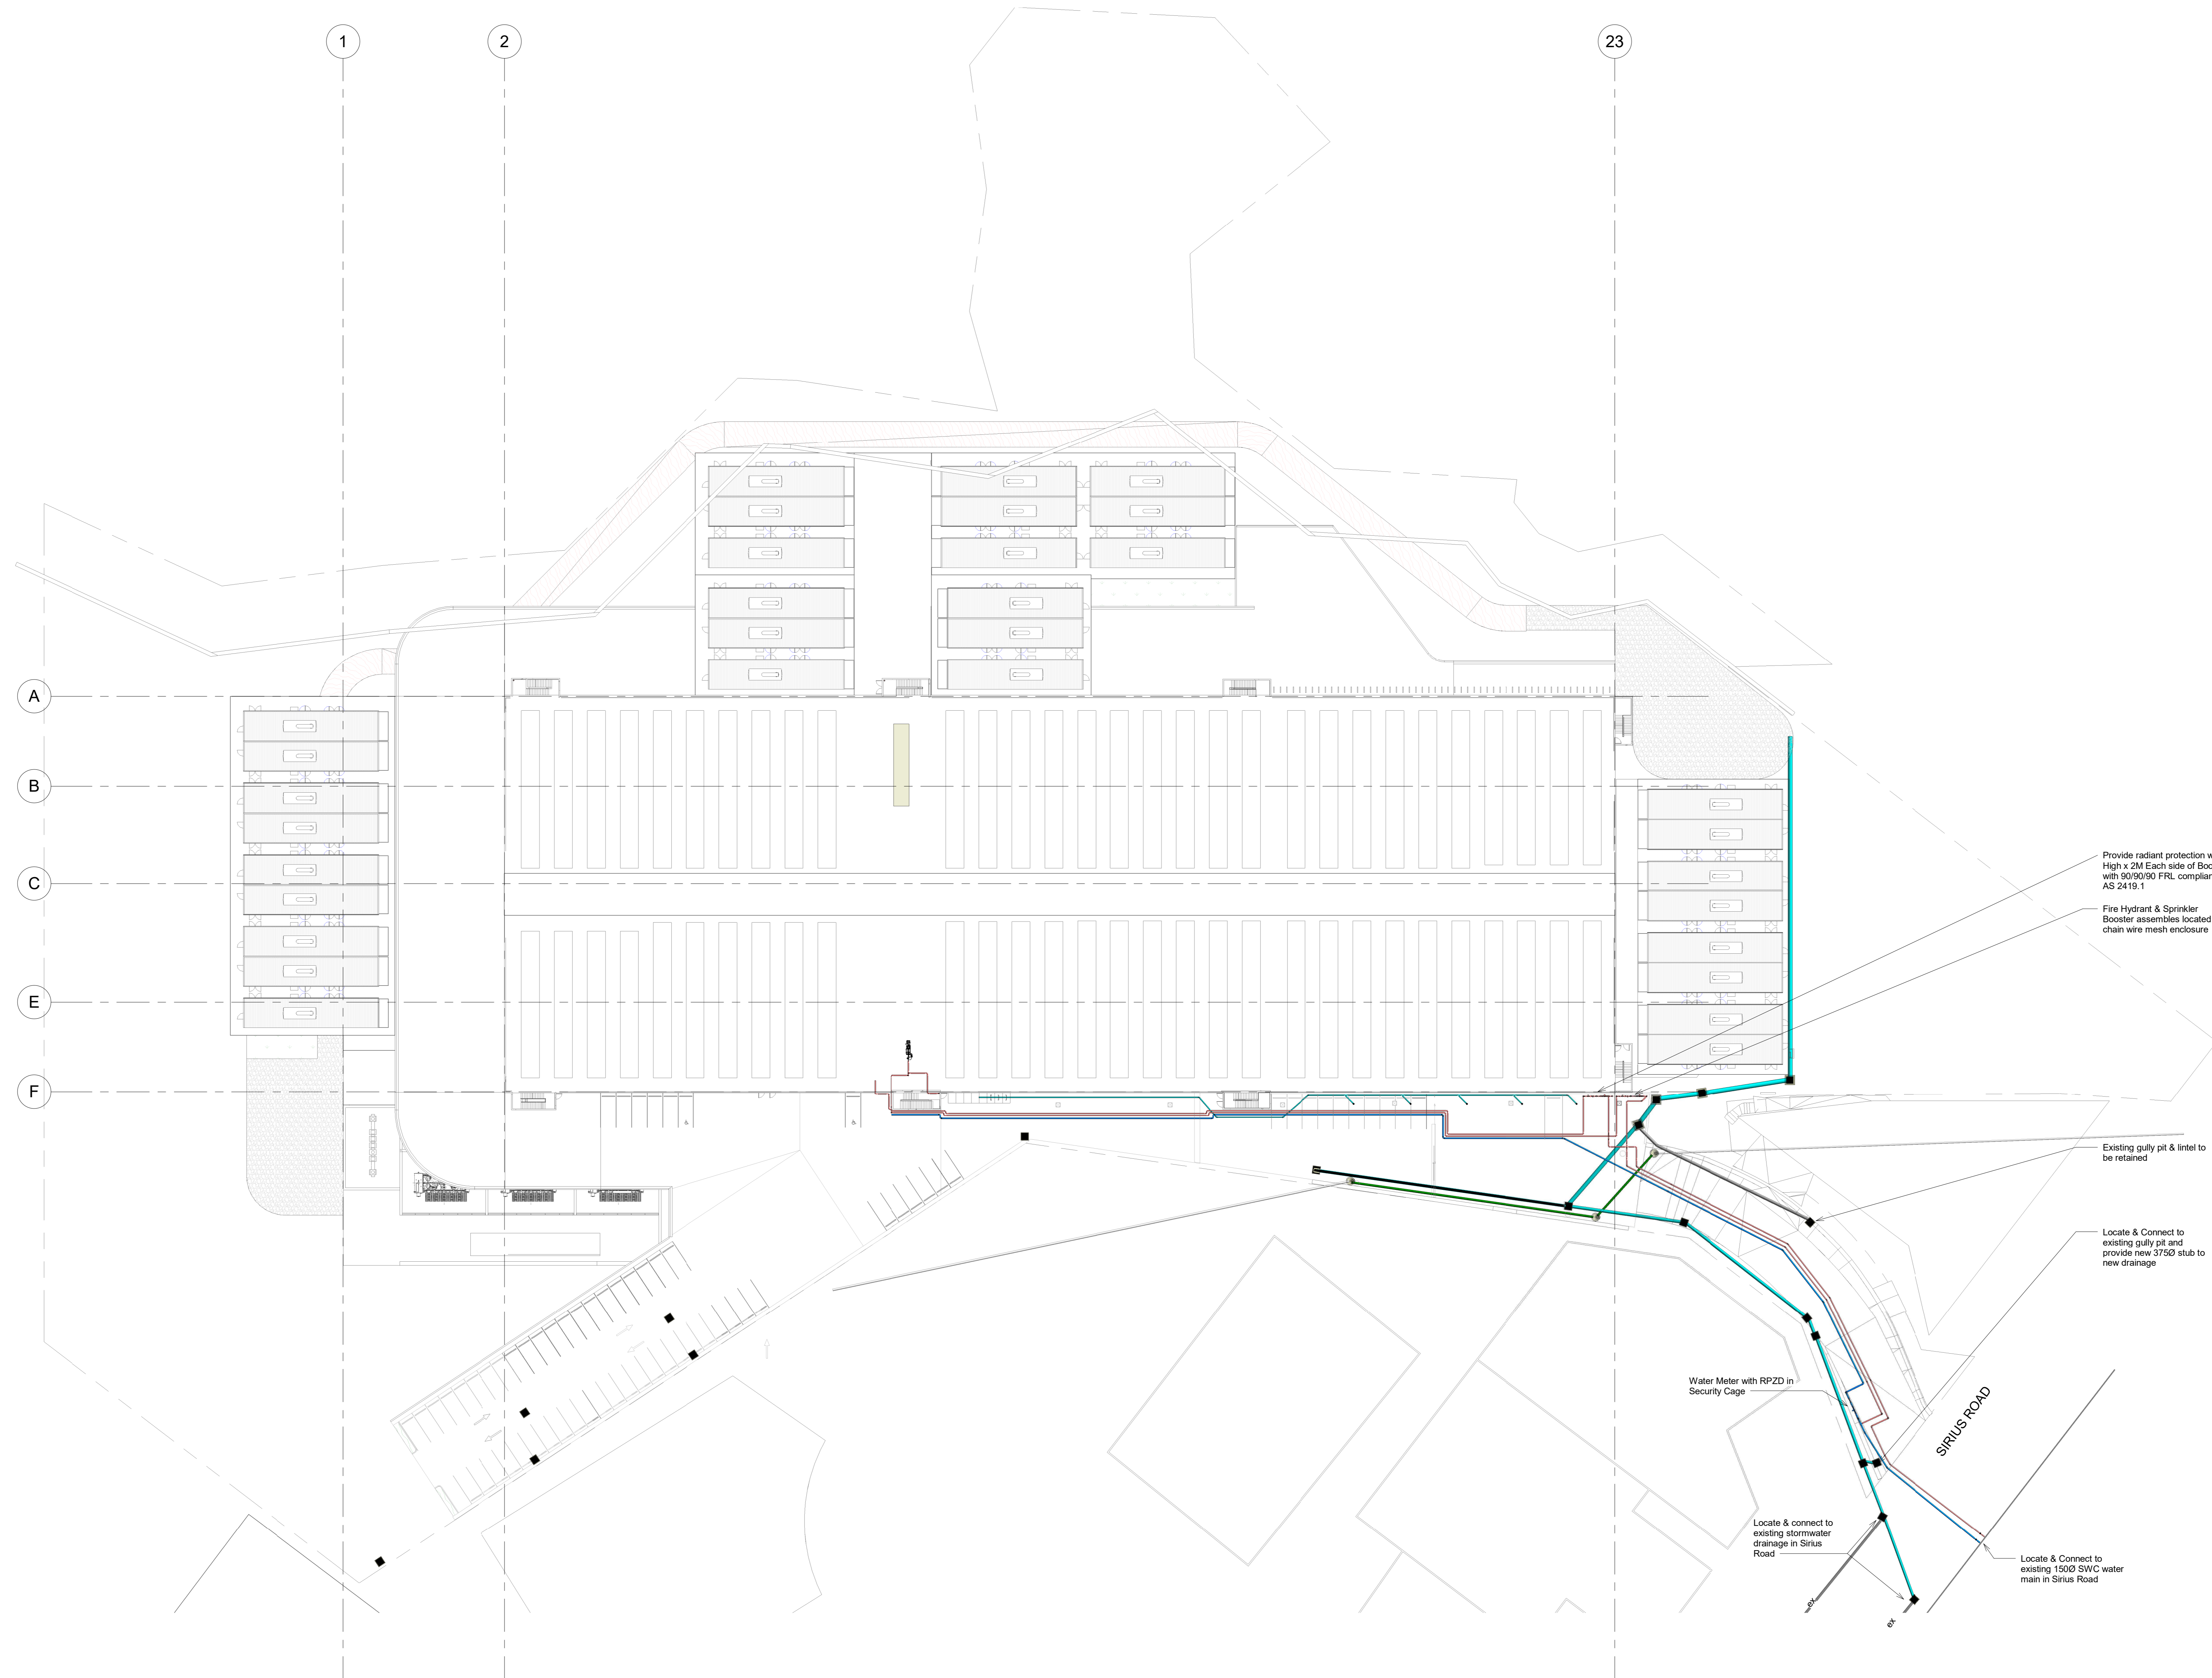 1
2
23
A
B
C
E
F
Provide radiant protection w
High x 2M Each side of Boo
with 90/90/90 FRL complian
AS 2419.1
Fire Hydrant & Sprinkler
Booster assembles located
chain wire mesh enclosure
Existing gully pit & lintel to
be retained
Locate & Connect to
existing gully pit and
provide new 375Ø stub to
new drainage
Water Meter with RPZD in
Security Cage
SIRIUS ROAD
Locate & connect to
existing stormwater
drainage in Sirius
Road
Locate & Connect to
existing 150Ø SWC water
main in Sirius Road
ex
ex